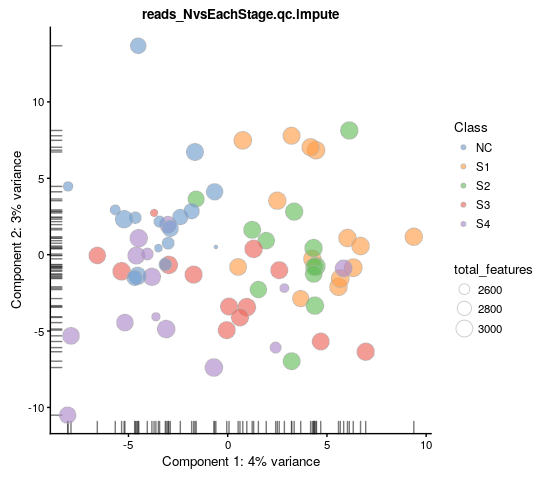 reads_NvsEachStage.qc.impute
Component 2: 3% variance
10
5
0
-5
-10
-5
0
5
10
Component 1: 4% variance
Class
NC
S1
S2
S3
S4
total_features
2600
2800
3000